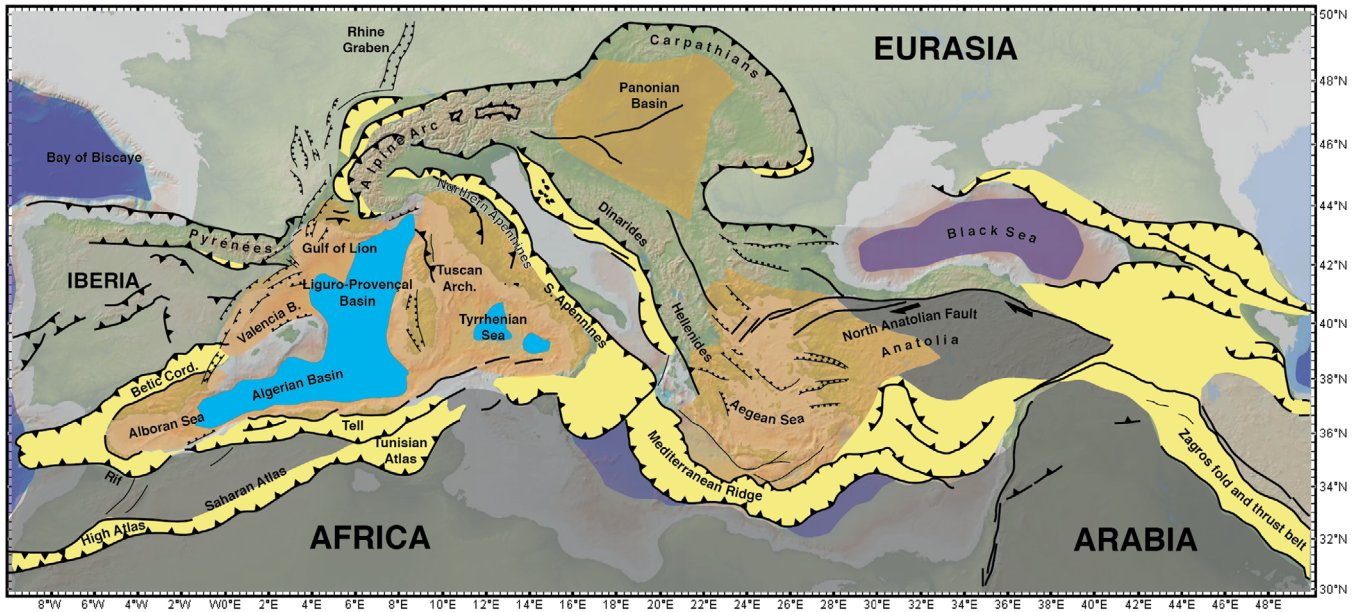 Rhine
Graben
Carpathians
EURASIA
50°N
48°N
46°N
44°N
42°N
40°N
38°N
36°N
34°N
32°N
30°N
Panonian
Basin
Bay of Biscaye
Alpine Arc
Northern Apennines
Dinarides
Pyrénées
Gulf of Lion
Black Sea
IBERIA
Liguro-Provençal
Basin
Tuscan
Arch.
S. Apennines
Valencia B.
Tyrrhenian
Sea
Hellenides
North Anatolian Fault
Anatolia
Betic Cord.
Algerian Basin
Alboran Sea
Aegean Sea
Tell
Tunisian
Atlas
Rif
Saharan Atlas
Mediterranean Ridge
Zagros fold and thrust belt
High Atlas
AFRICA
ARABIA
8°W
6°W
4°W
2°W
W0°E
2°E
4°E
6°E
8°E
10°E
12°E
14°E
16°E
18°E
20°E
22°E
24°E
26°E
28°E
30°E
32°E
34°E
36°E
38°E
40°E
42°E
44°E
46°E
48°E